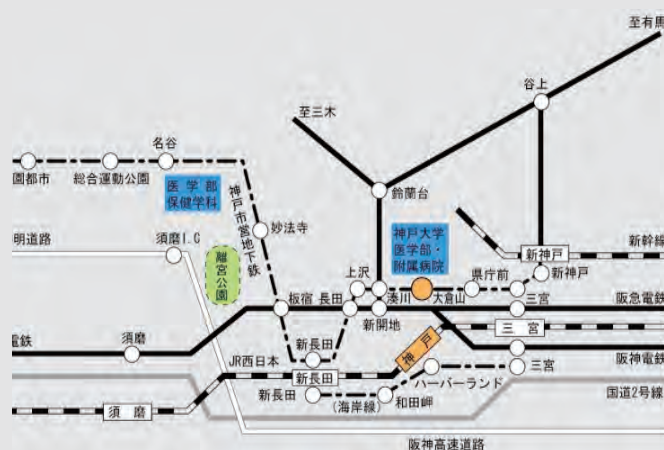 至有馬
谷上
至三木
名谷
園都市
総合運動公園
医学部
保健学科
神戸市営地下鉄
鈴蘭台
妙法寺
神戸大学
医学部・
附属病院
明道路
須磨I.C
離宮公園
新幹線
新神戸
新神戸
上沢
県庁前
板宿
長田
湊川
大倉山
三宮
阪急電鉄
新開地
三宮
電鉄
須磨
新長田
神戸
JR西日本
新長田
ハーバーランド
三宮
阪神電鉄
新長田
(海岸線)
和田岬
国道2号線
須磨
阪神高速道路